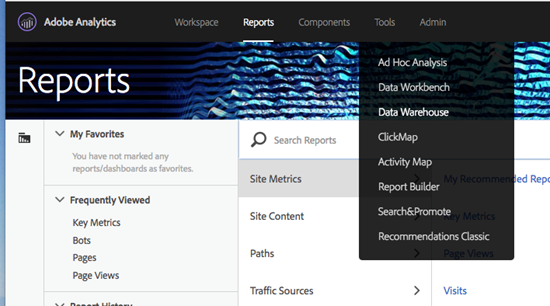 Adobe Analytics
Workspace Reports Components Tools Admin
Reports
Ad Hoc Analysis
Data Workbench
Data Warehouse
ClickMap
Activity Map
Report Builder
Search&Promote
Recommendations Classic
My Favorites
You have not marked any
reports/dashboards as favorites.
Frequently Viewed
Key Metrics
Bots
Pages
Page Views
Report History
Search Reports
Site Metrics
Site Content
Paths
Traffic Sources
My Recommended Repo
Key Metrics
Page Views
Visits